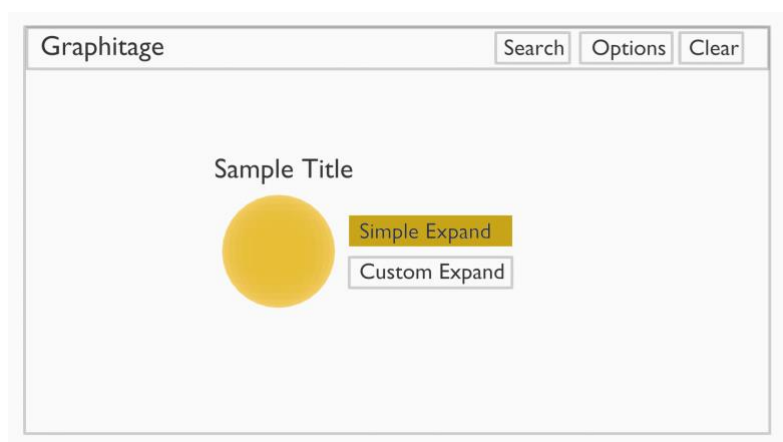 Graphitage
Search
Options
Clear
Sample Title
Simple Expand
Custom Expand